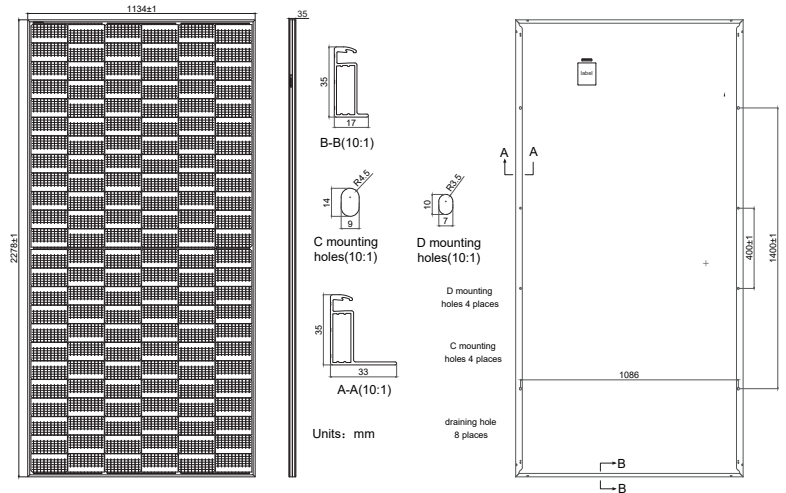 1134±1
35
2278±1
35
17
B-B(10:1)
R4.5
14
9
C mounting
holes(10:1)
R3.5
10
7
D mounting
holes(10:1)
35
33
A-A(10:1)
Units：mm
D mounting
holes 4 places
C mounting
holes 4 places
draining hole
8 places
label
A
A
400±1
1400±1
1086
B
B